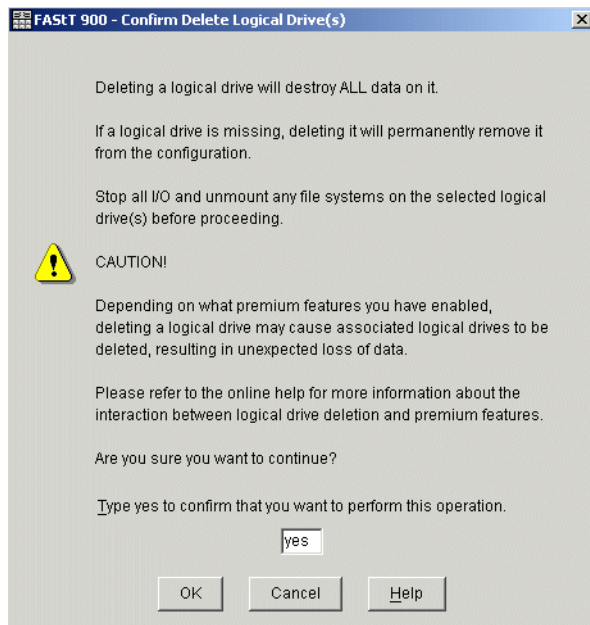 FAStT 900 - Confirm Delete Logical Drive(s)
Deleting a logical drive will destroy ALL data on it.
If a logical drive is missing, deleting it will permanently remove it
from the configuration.
Stop all I/O and unmount any file systems on the selected logical
drive(s) before proceeding.
CAUTION!
Depending on what premium features you have enabled,
deleting a logical drive may cause associated logical drives to be
deleted, resulting in unexpected loss of data.
Please refer to the online help for more information about the
interaction between logical drive deletion and premium features.
Are you sure you want to continue?
Type yes to confirm that you want to perform this operation.
yes
OK Cancel Help